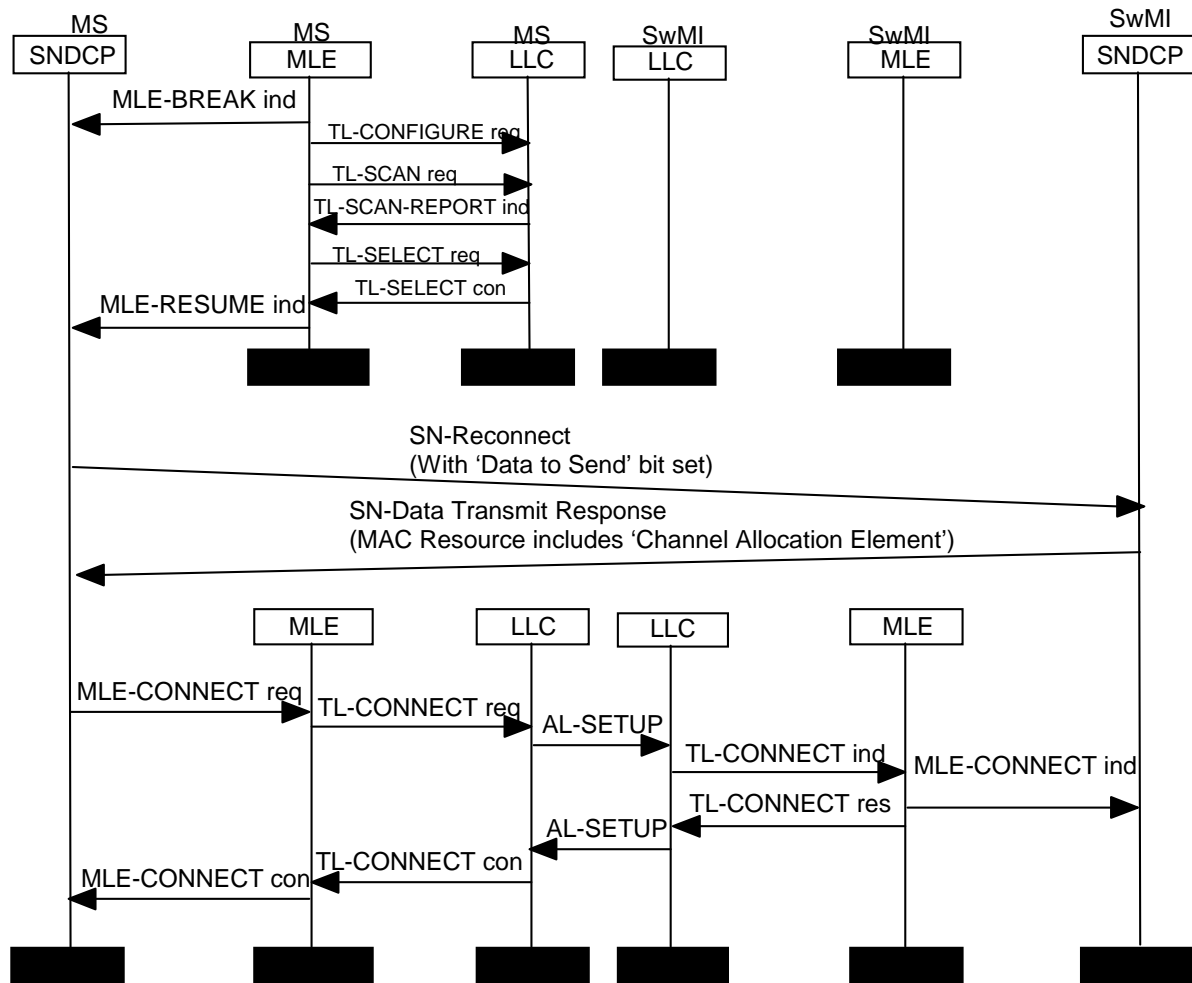 MS
SNDCP
MS
MLE
MS
LLC
SwMI
LLC
SwMI
MLE
SwMI
SNDCP
MLE-BREAK ind
TL-CONFIGURE req
TL-SCAN req
TL-SCAN-REPORT ind
TL-SELECT req
TL-SELECT con
MLE-RESUME ind
SN-Reconnect
(With ‘Data to Send’ bit set)
SN-Data Transmit Response
(MAC Resource includes ‘Channel Allocation Element’)
MLE
LLC
LLC
MLE
MLE-CONNECT req
TL-CONNECT req
AL-SETUP
TL-CONNECT ind
MLE-CONNECT ind
TL-CONNECT res
AL-SETUP
TL-CONNECT con
MLE-CONNECT con